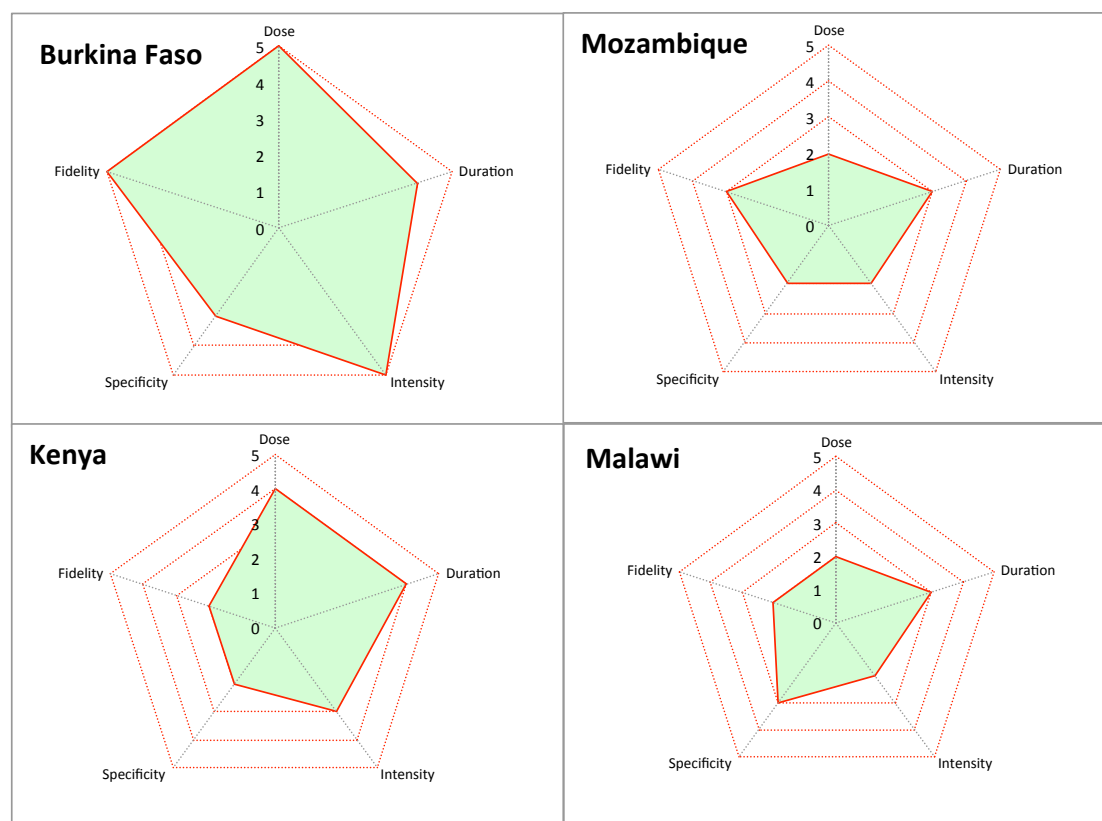 Burkina Faso
Dose
5
4
3
2
1
0
Fidelity
Duration
Specificity
Intensity
Mozambique
Dose
5
4
3
2
1
0
Fidelity
Duration
Specificity
Intensity
Kenya
Dose
5
4
3
2
1
0
Fidelity
Duration
Specificity
Intensity
Malawi
Dose
5
4
3
2
1
0
Fidelity
Duration
Specificity
Intensity